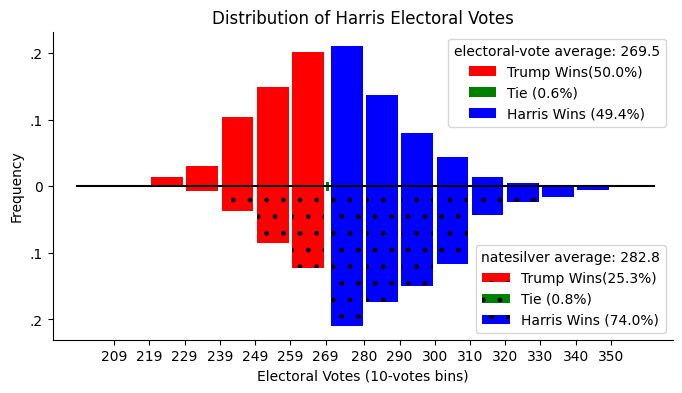 Distribution of Harris Electoral Votes
electoral-vote average: 269.5
Trump Wins(50.0%)
Tie (0.6%)
Harris Wins (49.4%)
natesilver average: 282.8
Trump Wins(25.3%)
Tie (0.8%)
Harris Wins (74.0%)
Frequency
.2
.1
0
.1
.2
209 219 229 239 249 259 269 280 290 300 310 320 330 340 350
Electoral Votes (10-votes bins)